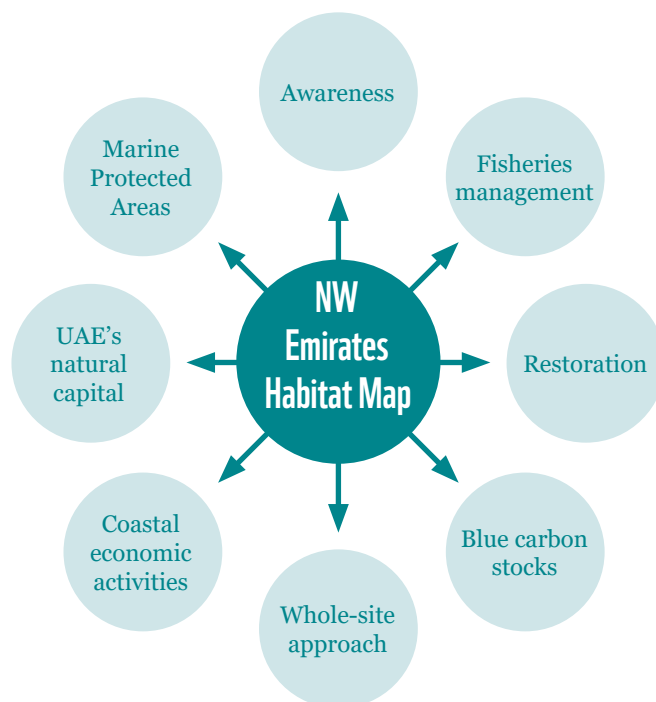 Awareness
Marine
Protected
Areas
Fisheries
management
NW
Emirates
Habitat Map
UAE’s
natural
capital
Restoration
Coastal
economic
activities
Blue carbon
stocks
Whole-site
approach